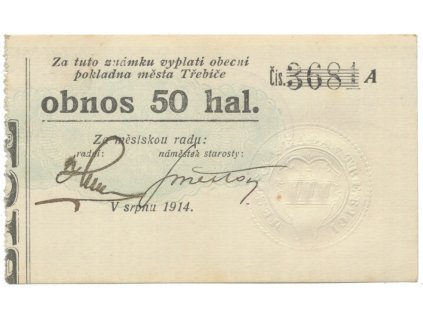 Za tuto známku vyplatí obecní
pokladna města Třebíče
Čís. 3681 A
obnos 50 hal.
Za městskou radu:
radní: náměstek starosty:
V srpnu 1914.